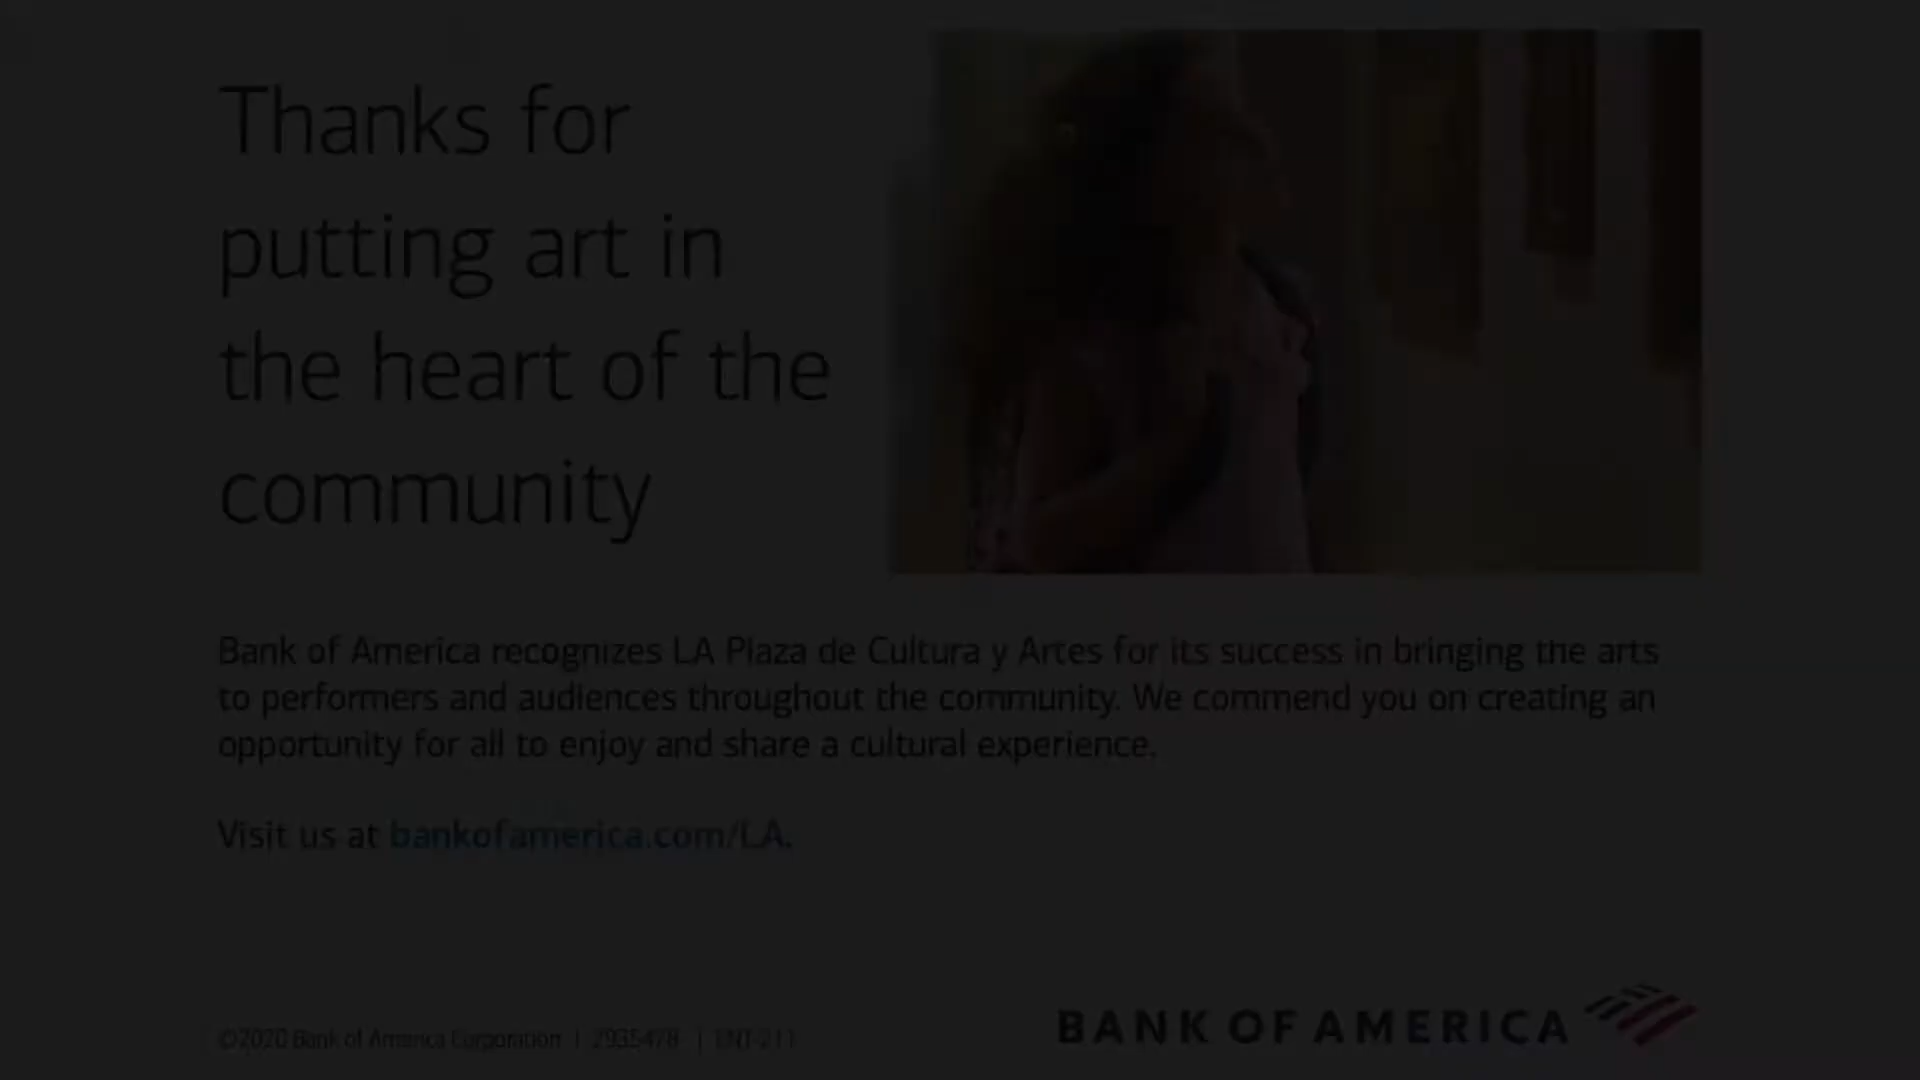 Thanks for
putting art in
the heart of the
community
Bank of America recognizes LA Plaza de Cultura y Artes for its success in bringing the arts
to performers and audiences throughout the community. We commend you on creating an
opportunity for all to enjoy and share a cultural experience.
Visit us at bankofamerica.com/LA.
©2020 Bank of America Corporation | 2935478 | ENT-211
BANK OF AMERICA